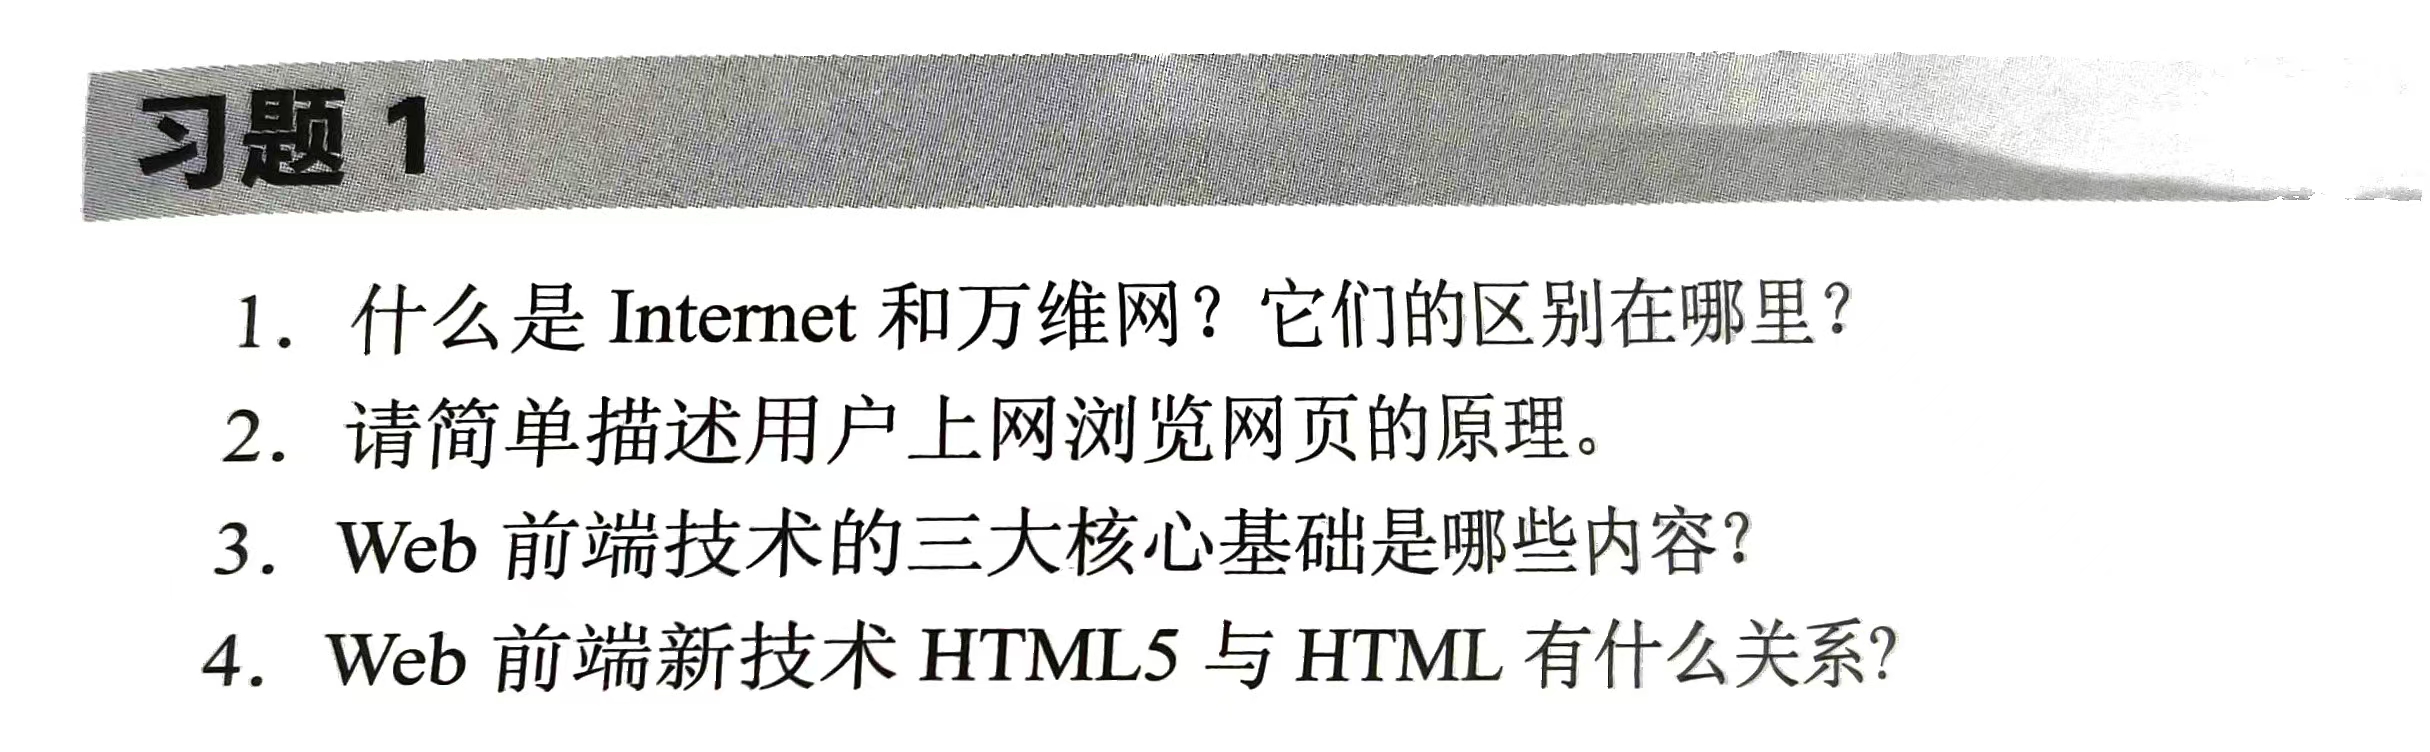 习题 1
1. 什么是 Internet 和万维网？它们的区别在哪里？
2. 请简单描述用户上网浏览网页的原理。
3. Web 前端技术的三大核心基础是哪些内容？
4. Web 前端新技术 HTML5 与 HTML 有什么关系？